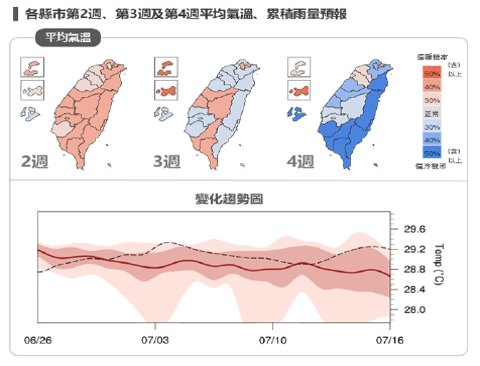 各縣市第2週、第3週及第4週平均氣溫、累積雨量預報
平均氣溫
2週
3週
4週
偏暖機率
50% (含)以上
40%
30%
正常
30%
40%
50% (含)以上
偏冷機率
變化趨勢圖
29.6
29.2
28.8
28.4
28.0
Temp (°C)
06/26
07/03
07/10
07/16